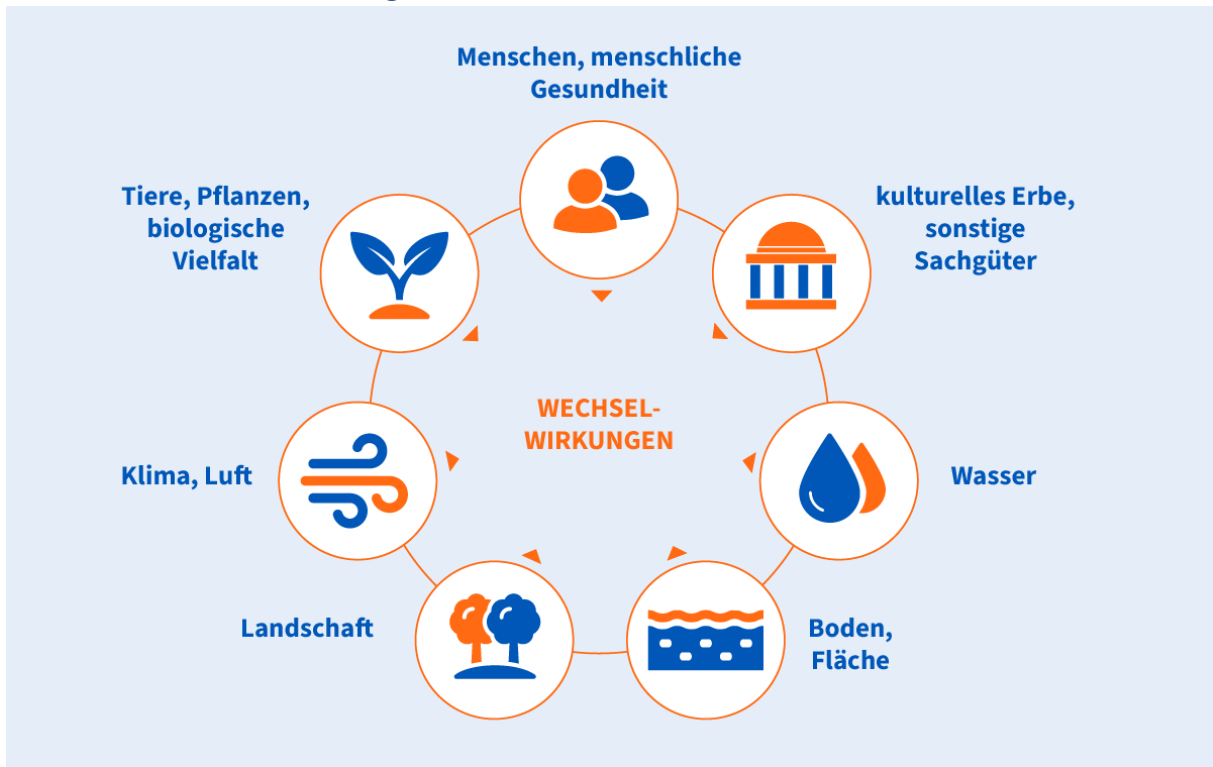 Menschen, menschliche
Gesundheit
Tiere, Pflanzen,
biologische
Vielfalt
kulturelles Erbe,
sonstige
Sachgüter
WECHSEL-
WIRKUNGEN
Klima, Luft
Wasser
Landschaft
Boden,
Fläche